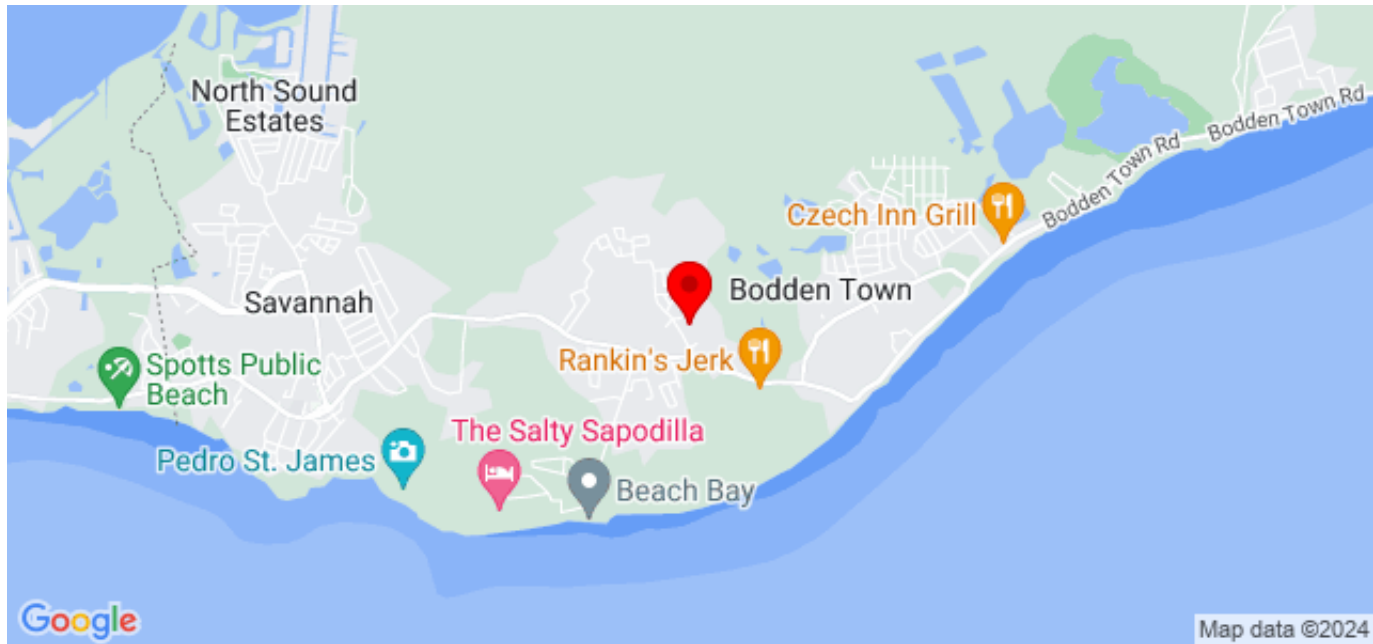 North Sound
Estates
Bodden Town Rd
Bodden Town Rd
Czech Inn Grill
Savannah
Bodden Town
Rankin's Jerk
Spotts Public
Beach
The Salty Sapodilla
Pedro St. James
Beach Bay
Google
Map data ©2024